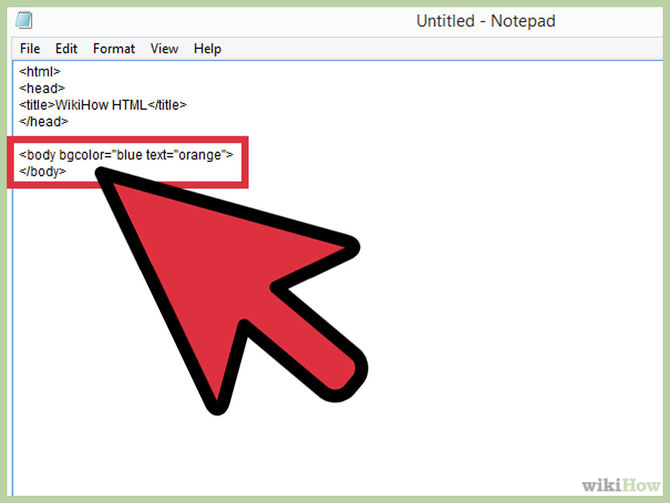 Untitled - Notepad
File Edit Format View Help
<html>
<head>
<title>WikiHow HTML</title>
</head>
<body bgcolor="blue text="orange">
</body>
wikiHow